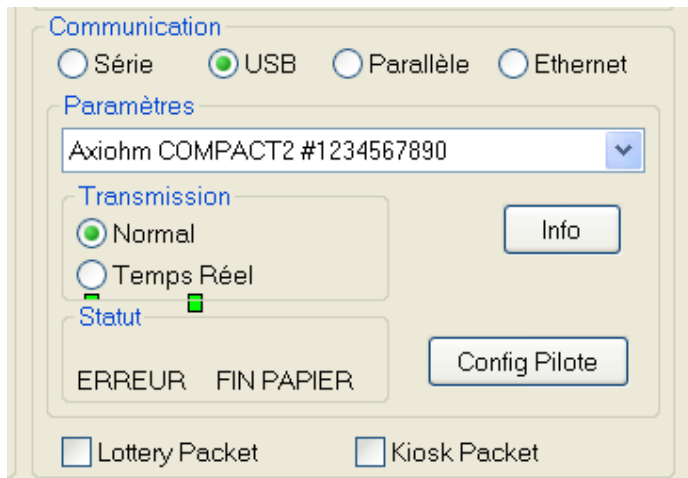 Communication
Série USB Parallèle Ethernet
Paramètres
Axiohm COMPACT2 #1234567890
Transmission
Normal
Info
Temps Réel
Statut
Config Pilote
ERREUR FIN PAPIER
Lottery Packet Kiosk Packet